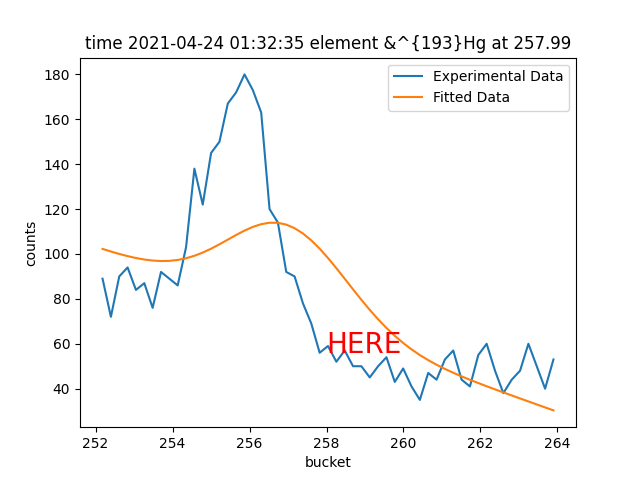 time 2021-04-24 01:32:35 element &^{193}Hg at 257.99
Experimental Data
Fitted Data
counts
180
160
140
120
100
80
60
40
HERE
252
254
256
258
260
262
264
bucket